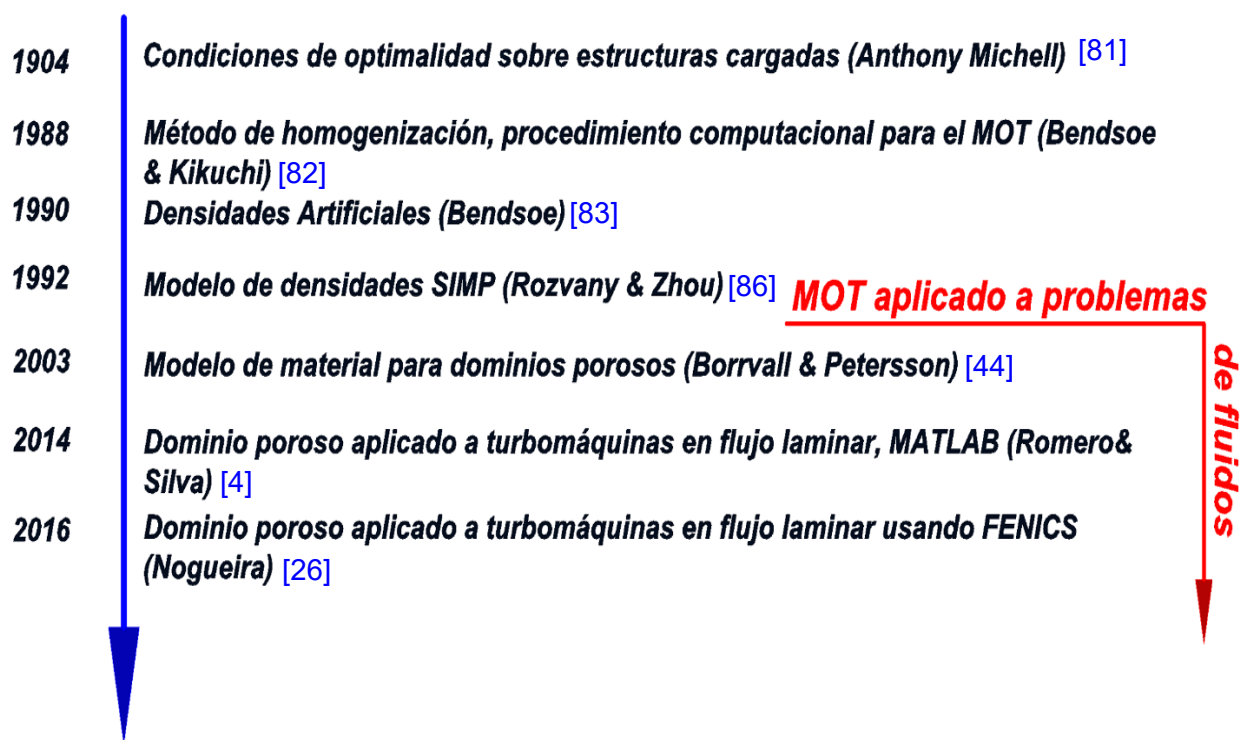 1904 Condiciones de optimalidad sobre estructuras cargadas (Anthony Michell) [81]
1988 Método de homogenización, procedimiento computacional para el MOT (Bendsoe
& Kikuchi) [82]
1990 Densidades Artificiales (Bendsoe) [83]
1992 Modelo de densidades SIMP (Rozvany & Zhou) [86]
MOT aplicado a problemas
de fluidos
2003 Modelo de material para dominios porosos (Borrvall & Petersson) [44]
2014 Dominio poroso aplicado a turbomáquinas en flujo laminar, MATLAB (Romero&
Silva) [4]
2016 Dominio poroso aplicado a turbomáquinas en flujo laminar usando FENICS
(Nogueira) [26]